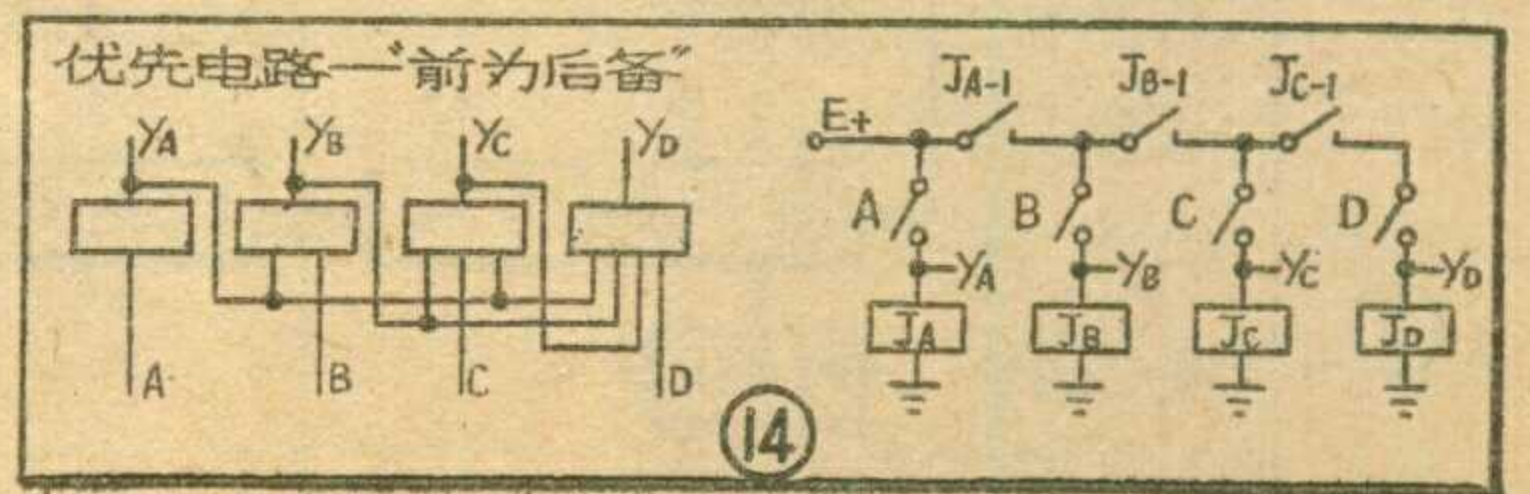 优先电路—“前为后备”
YA YB YC YD
A B C D
E+ JA-1 JB-1 JC-1
A B C D
YA YB YC YD
JA JB JC JD
14